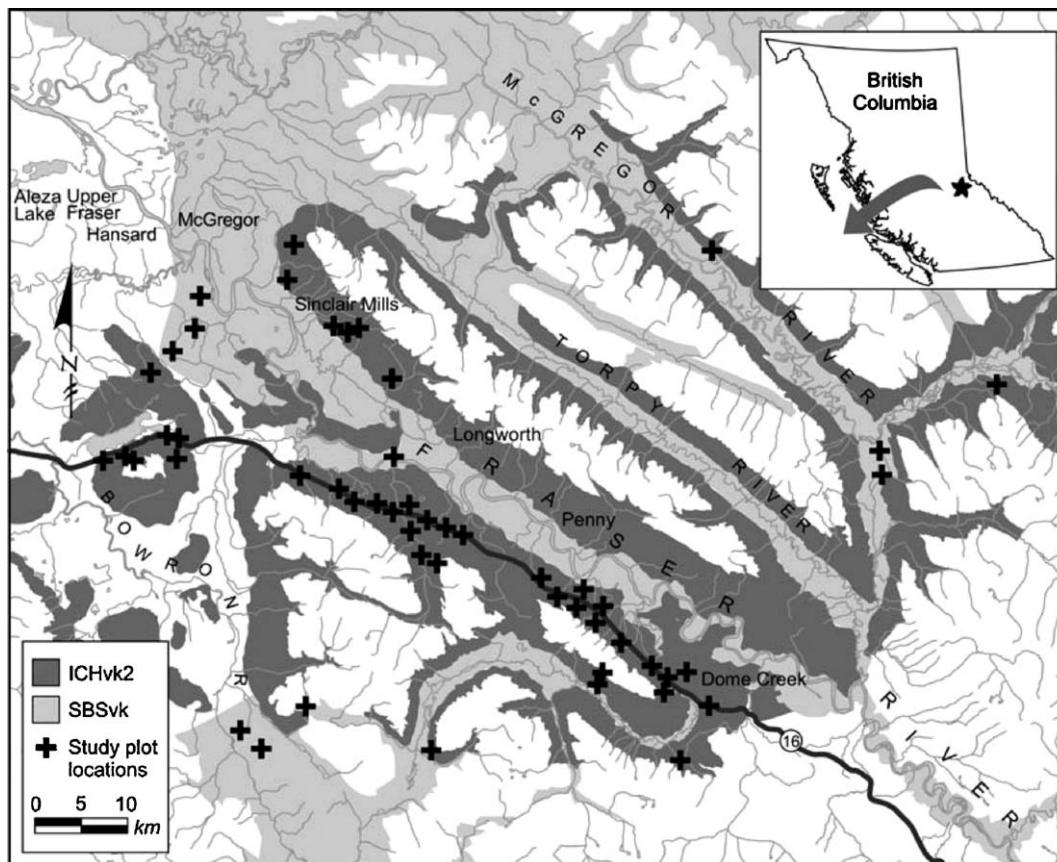 British
Columbia
McGREGOR RIVER
Aleza Upper
Lake Fraser
Hansard
McGregor
Sinclair Mills
TORPY RIVER
Longworth
FRASER RIVER
Penny
BOWRON R
N
Dome Creek
16
ICHvk2
SBSvk
Study plot
locations
0 5 10
km